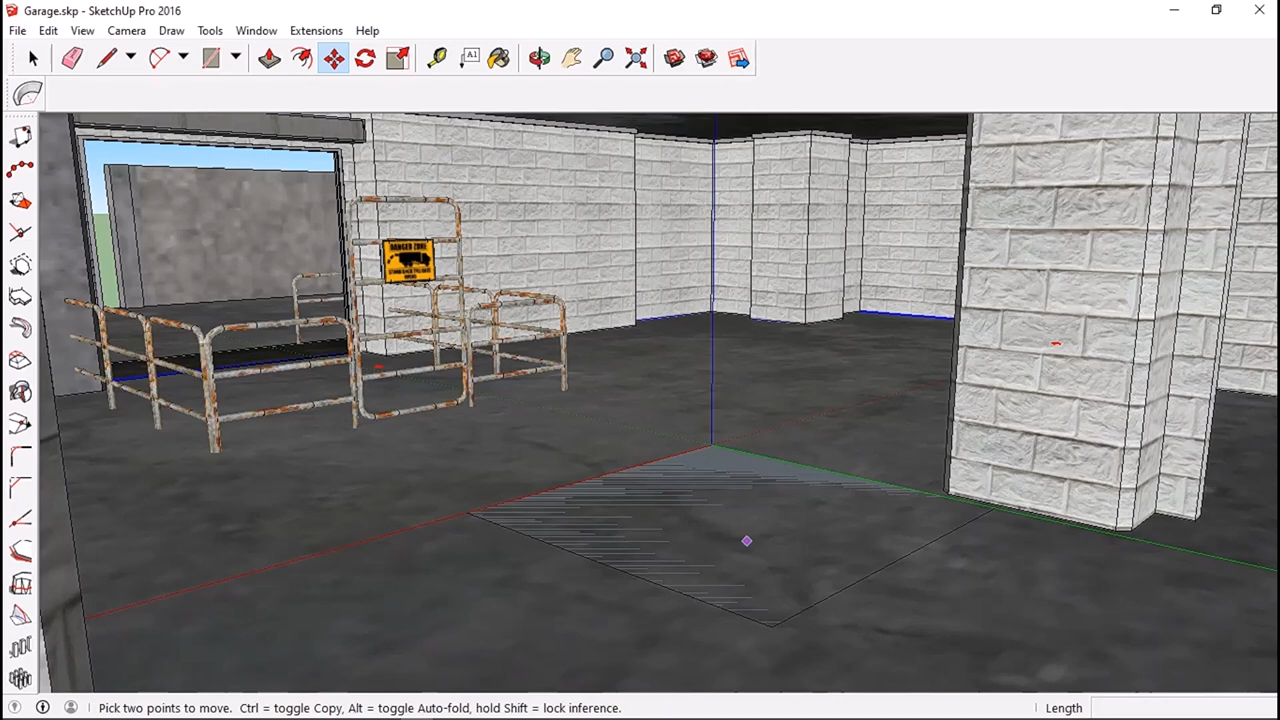 Garage.skp - SketchUp Pro 2016
File Edit View Camera Draw Tools Window Extensions Help
A1
DANGER ZONE
Pick two points to move. Ctrl = toggle Copy, Alt = toggle Auto-fold, hold Shift = lock inference.
Length